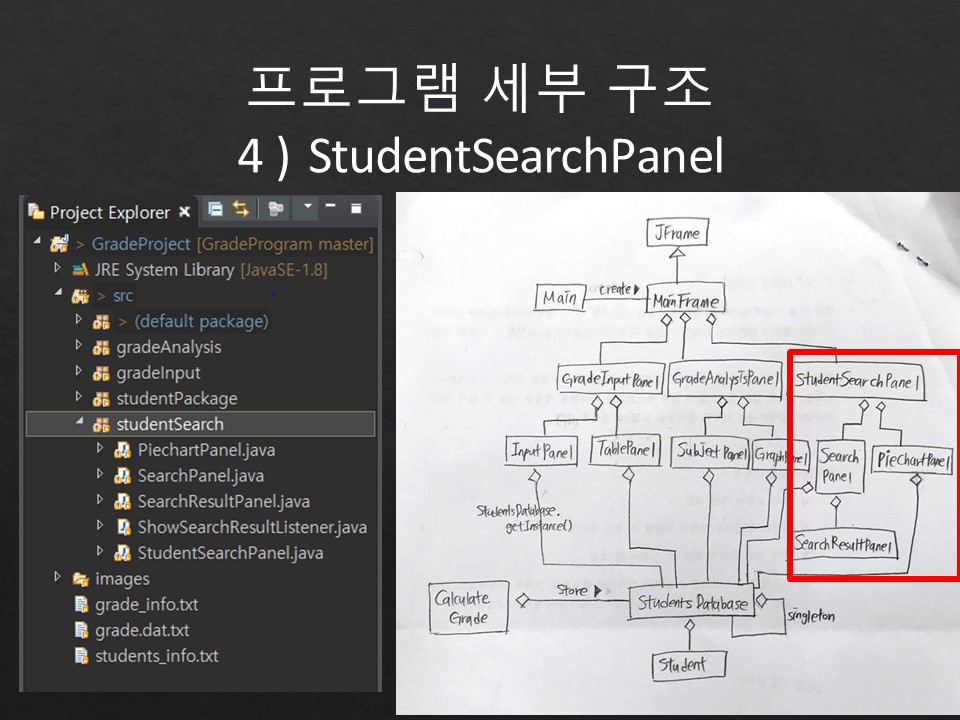 프로그램 세부 구조
4 ) StudentSearchPanel
Project Explorer
> GradeProject [GradeProgram master]
JRE System Library [JavaSE-1.8]
> src
> (default package)
gradeAnalysis
gradeInput
studentPackage
studentSearch
PiechartPanel.java
SearchPanel.java
SearchResultPanel.java
ShowSearchResultListener.java
StudentSearchPanel.java
images
grade_info.txt
grade.dat.txt
students_info.txt
JFrame
Main
create
MainFrame
GradeInputPanel
GradeAnalysisPanel
StudentSearchPanel
InputPanel
TablePanel
SubjectPanel
GraphPanel
Search
Panel
PieChartPanel
StudentsDatabase.
getInstance()
SearchResultPanel
Calculate
Grade
Store
StudentsDatabase
singleton
Student